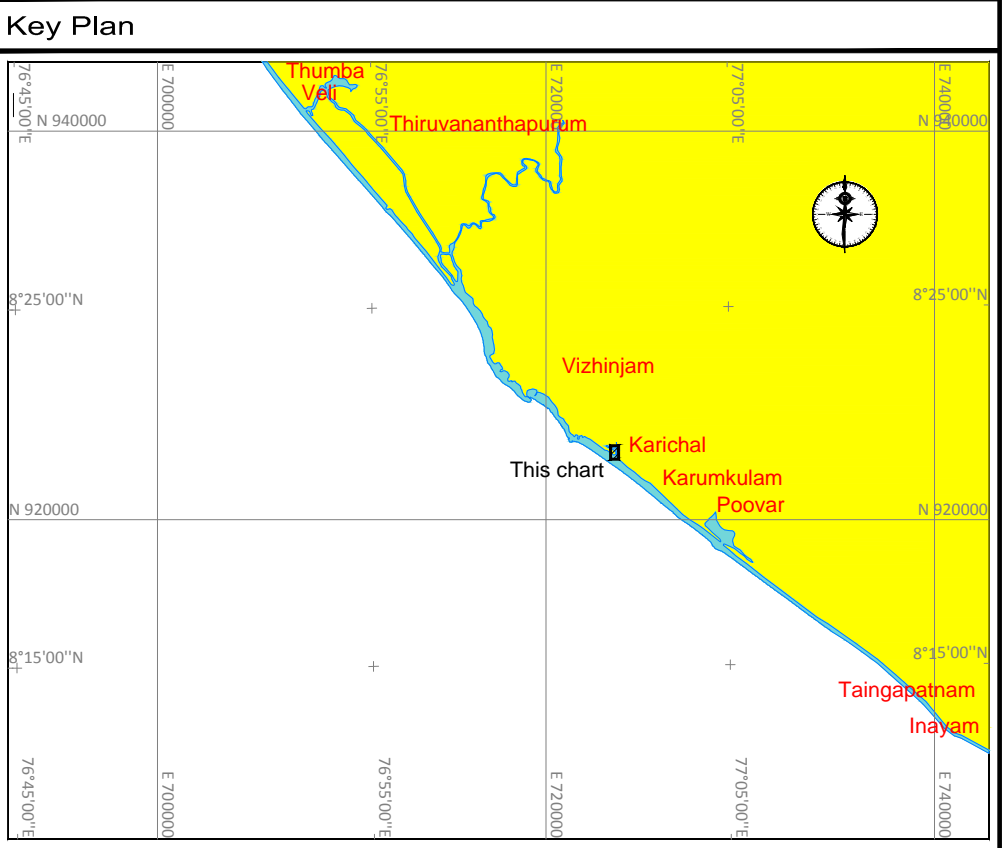 Key Plan
76°45'00''E
E 700000
76°55'00''E
E 720000
77°05'00''E
E 740000
Thumba
Veli
N 940000
Thiruvananthapurum
N 940000
8°25'00''N
8°25'00''N
Vizhinjam
Karichal
This chart
Karumkulam
Poovar
N 920000
N 920000
8°15'00''N
8°15'00''N
Taingapatnam
Inayam
76°45'00''E
E 700000
76°55'00''E
E 720000
77°05'00''E
E 740000